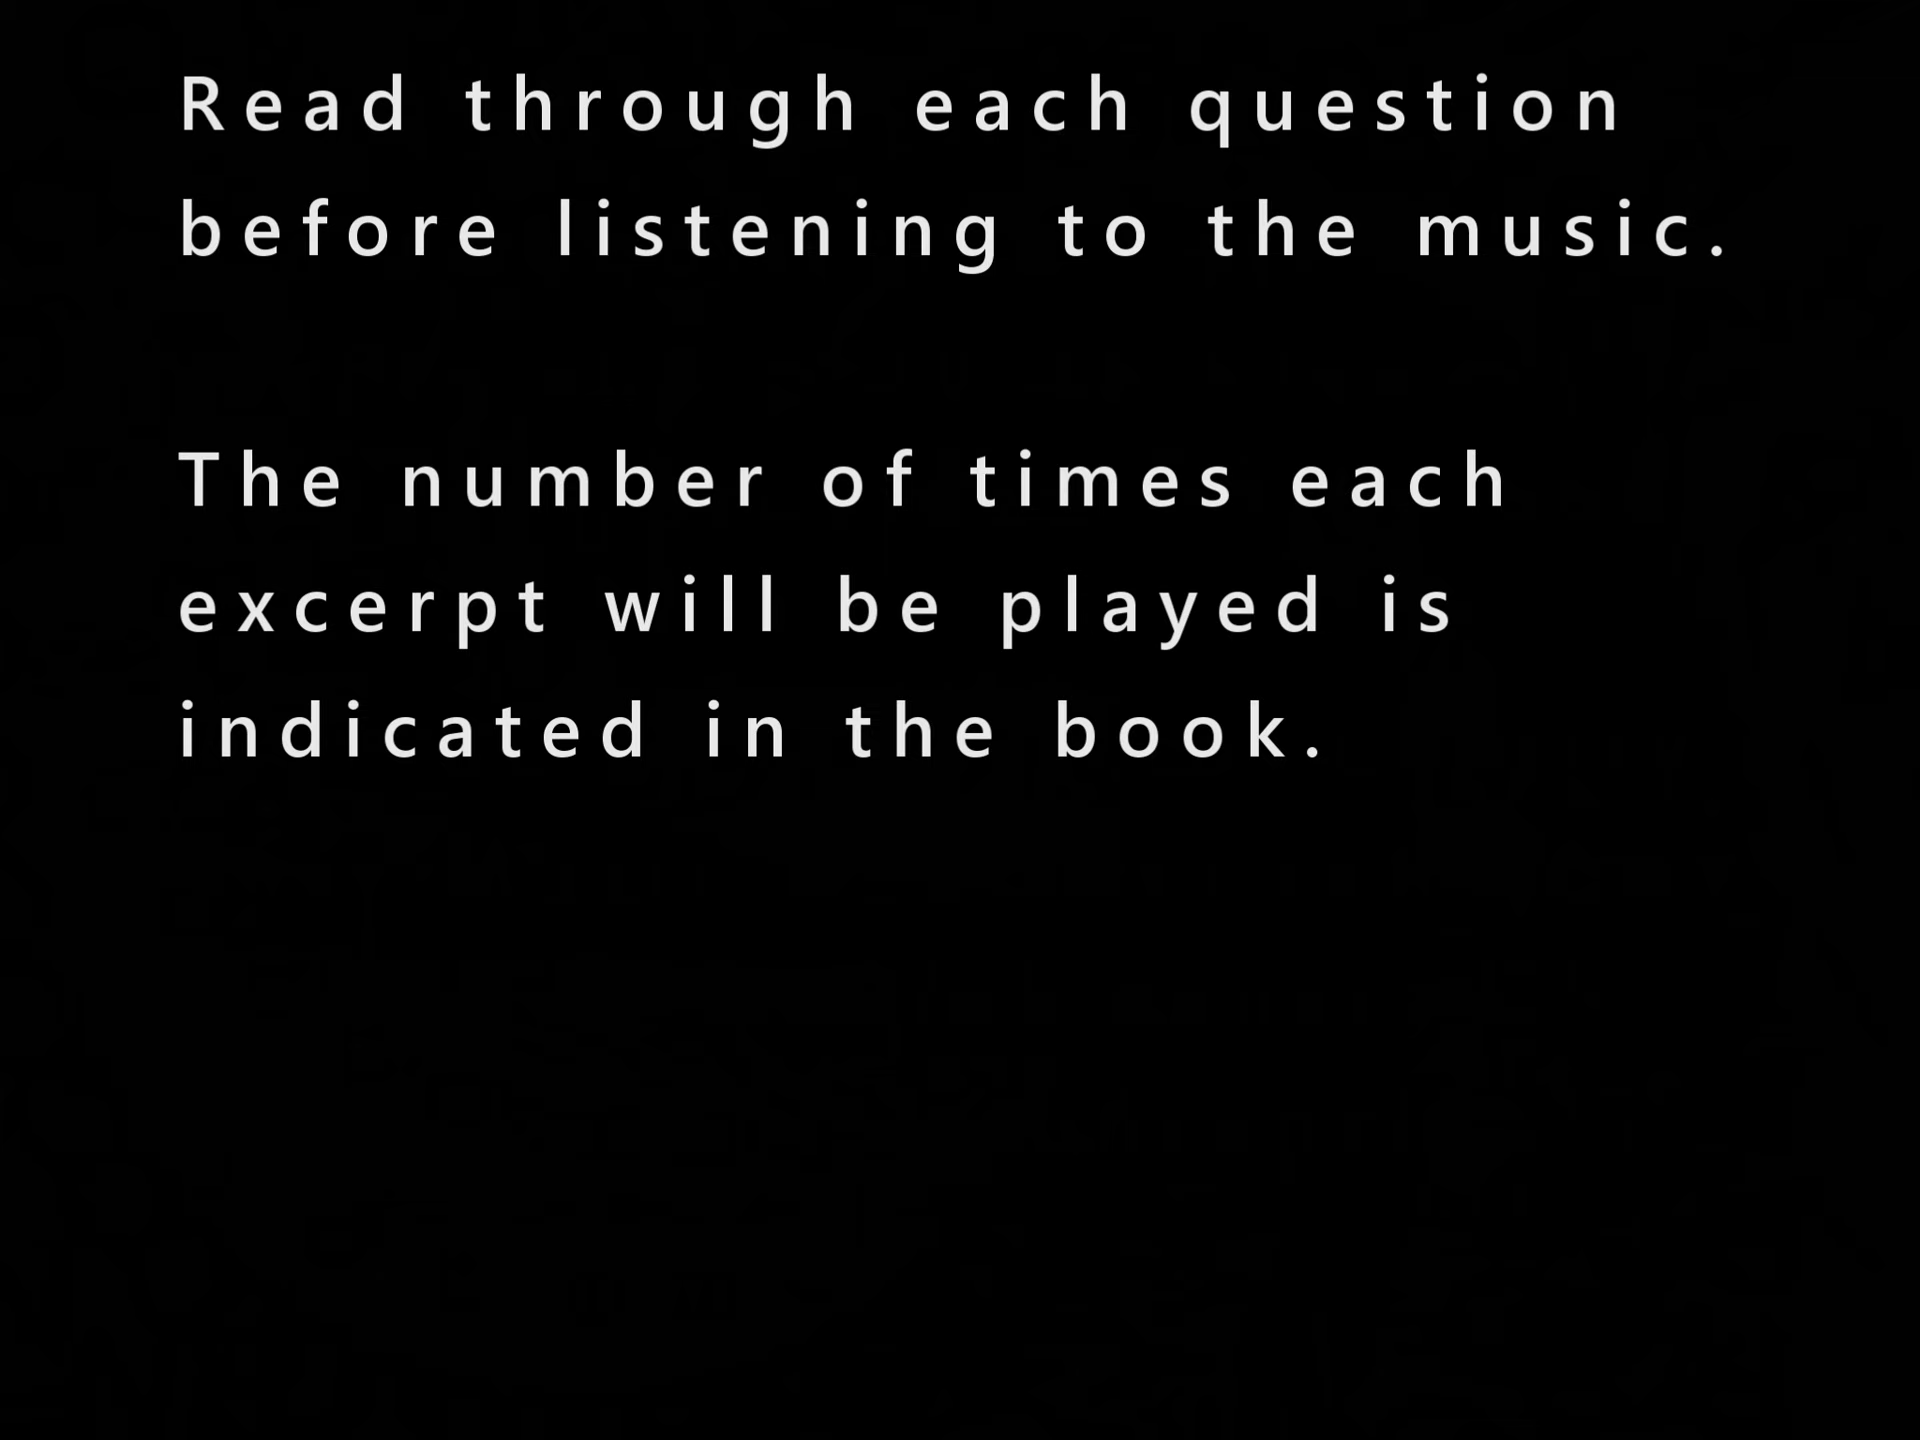 Read through each question
before listening to the music.
The number of times each
excerpt will be played is
indicated in the book.